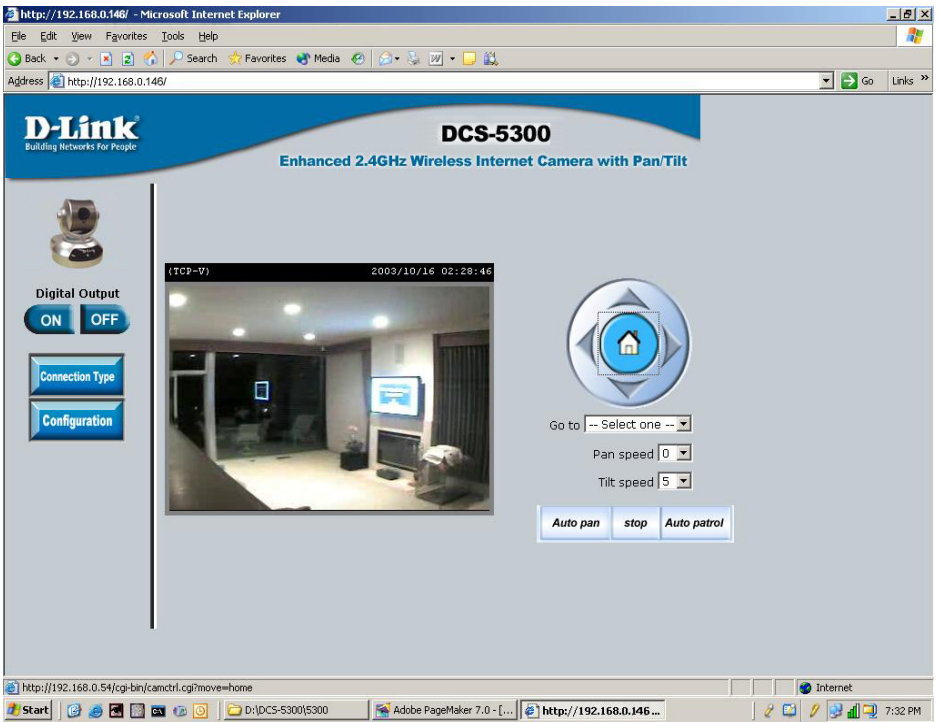 http://192.168.0.146/ - Microsoft Internet Explorer
File Edit View Favorites Tools Help
Back Search Favorites Media
Address http://192.168.0.146/ Go Links »
D-Link
Building Networks for People
DCS-5300
Enhanced 2.4GHz Wireless Internet Camera with Pan/Tilt
(TCP-V) 2003/10/16 02:28:46
Digital Output
ON OFF
Connection Type
Configuration
Go to -- Select one --
Pan speed 0
Tilt speed 5
Auto pan stop Auto patrol
http://192.168.0.54/cgi-bin/camctrl.cgi?move=home Internet
Start D:\DCS-5300\5300 Adobe PageMaker 7.0 - [... http://192.168.0.146 ... 7:32 PM